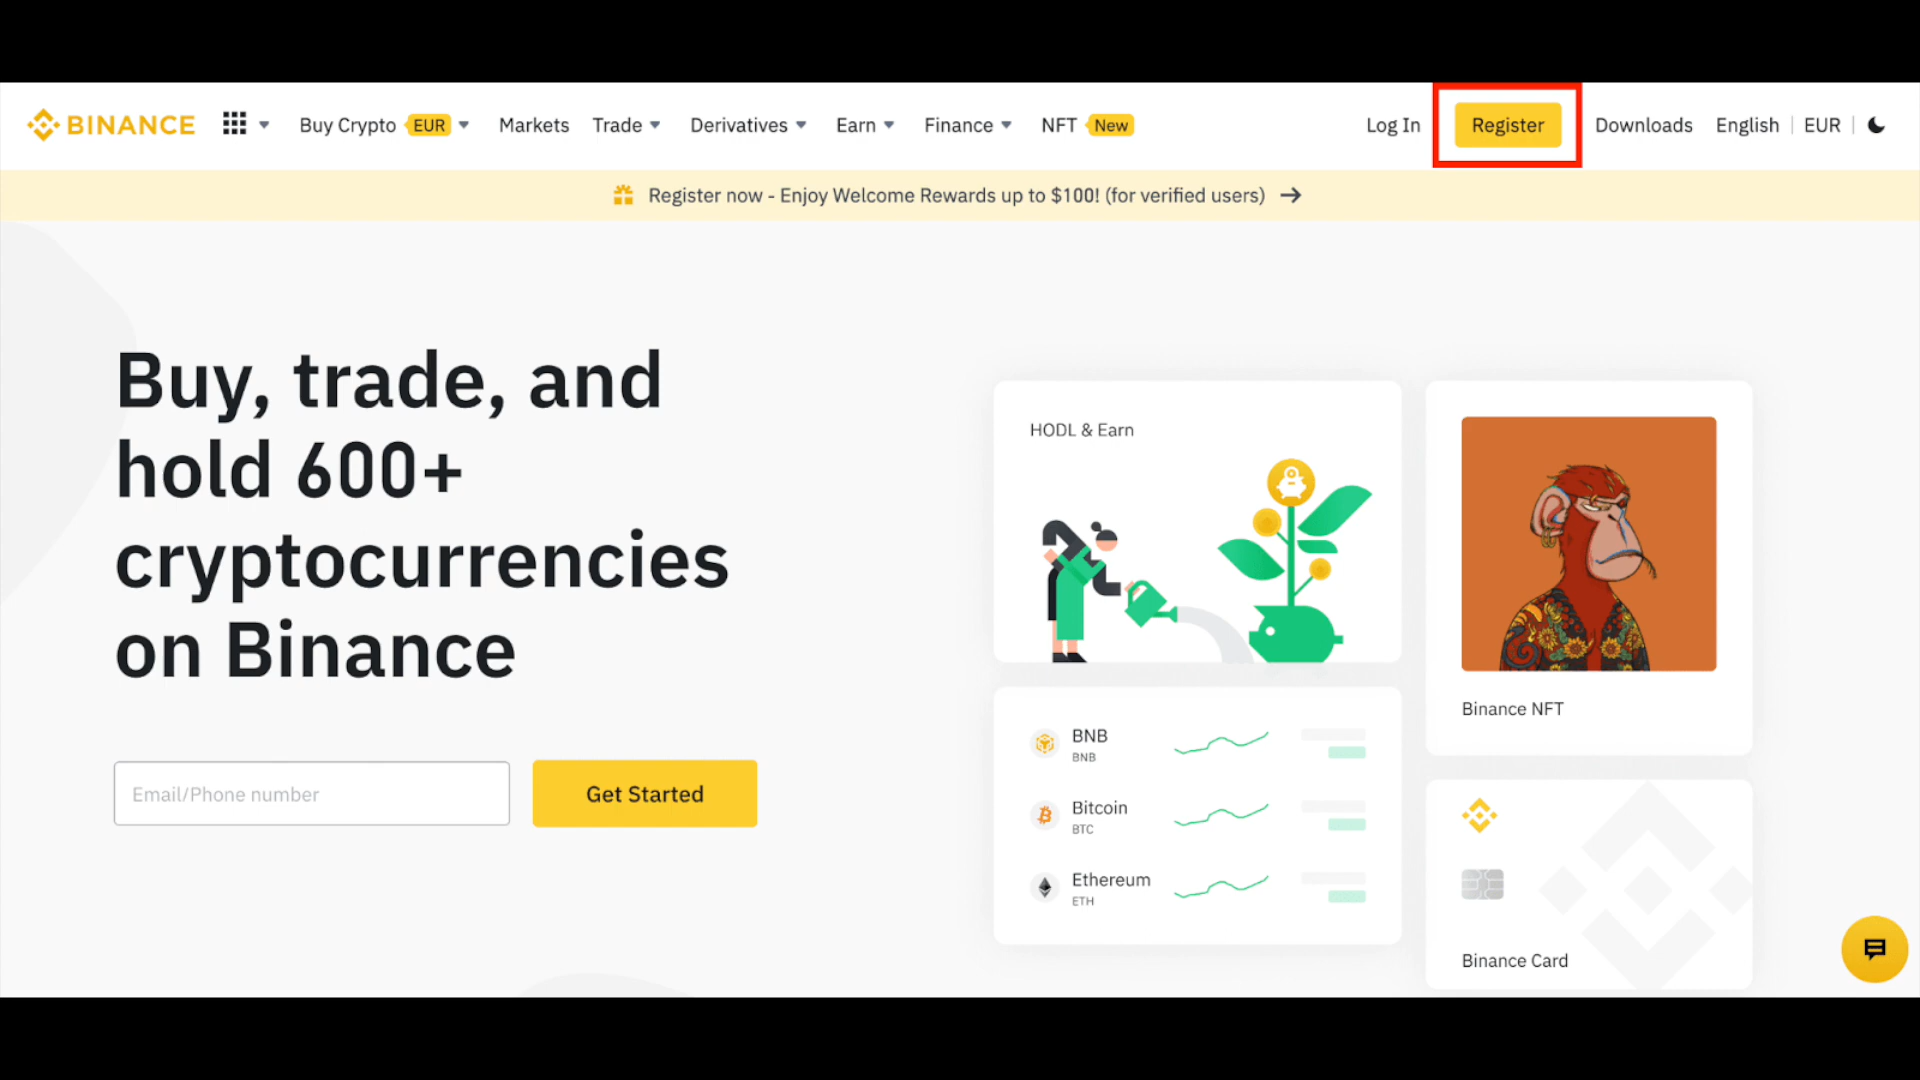 BINANCE Buy Crypto EUR Markets Trade Derivatives Earn Finance NFT New Log In Register Downloads English EUR
Register now - Enjoy Welcome Rewards up to $100! (for verified users)
Buy, trade, and
hold 600+
cryptocurrencies
on Binance
Email/Phone number
Get Started
HODL & Earn
BNB
BNB
Bitcoin
BTC
Ethereum
ETH
Binance NFT
Binance Card